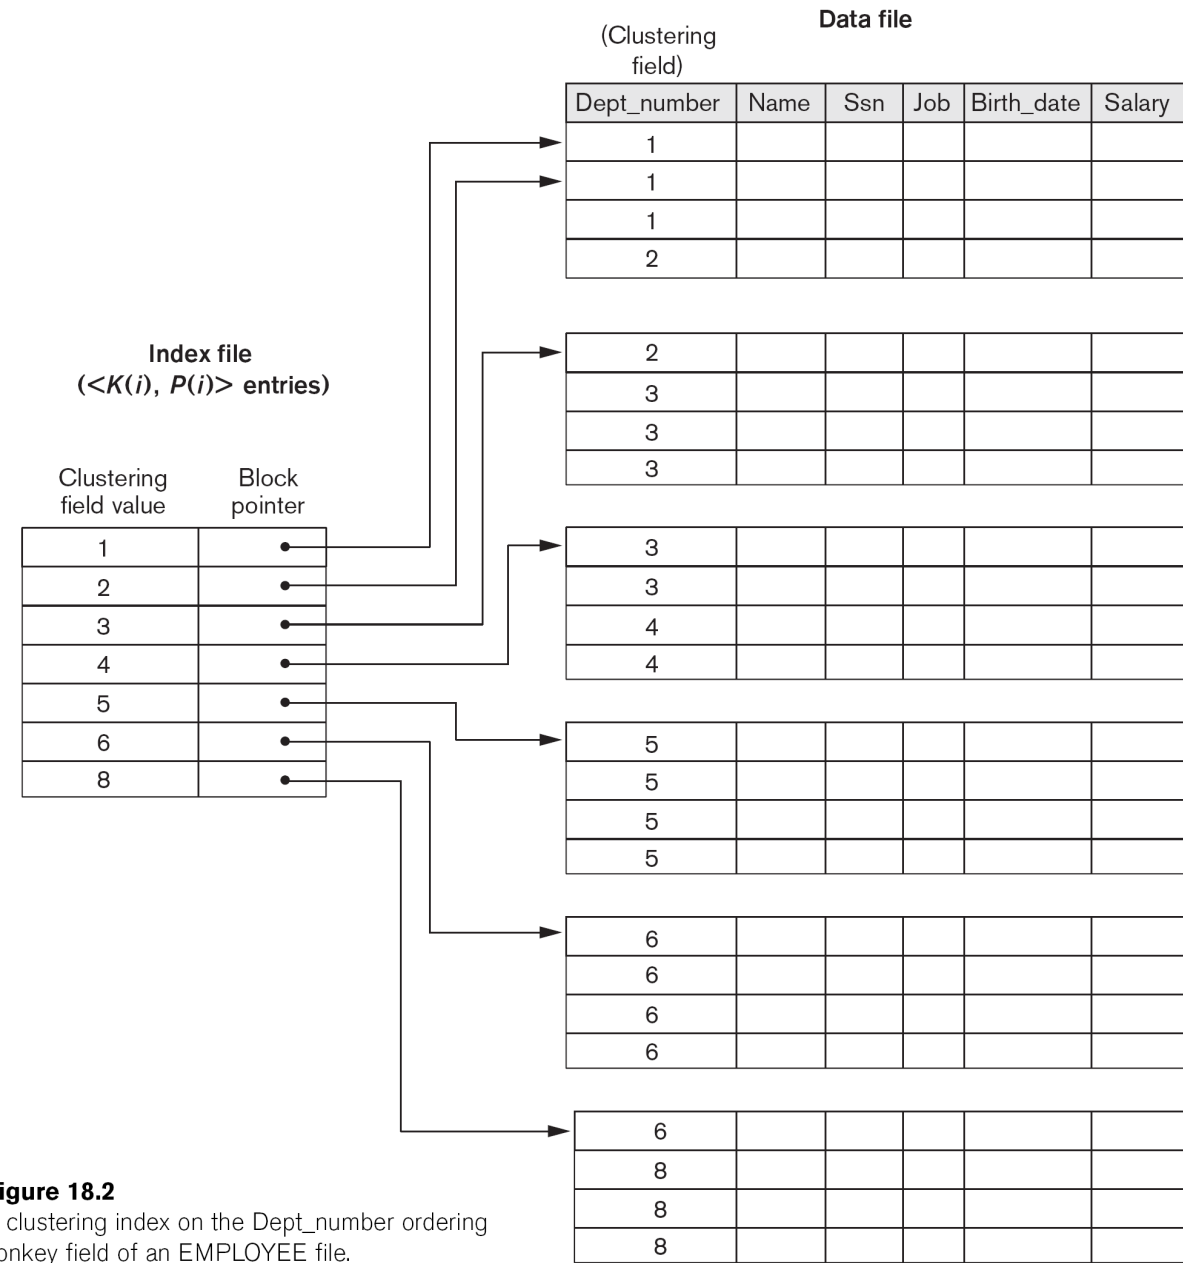 Data file
(Clustering
field)
Dept_number Name Ssn Job Birth_date Salary
1
1
1
2
2
3
3
3
3
3
4
4
5
5
5
5
6
6
6
6
6
8
8
8
Index file
(<K(i), P(i)> entries)
Clustering
field value
Block
pointer
1
2
3
4
5
6
8
igure 18.2
clustering index on the Dept_number ordering
onkey field of an EMPLOYEE file.